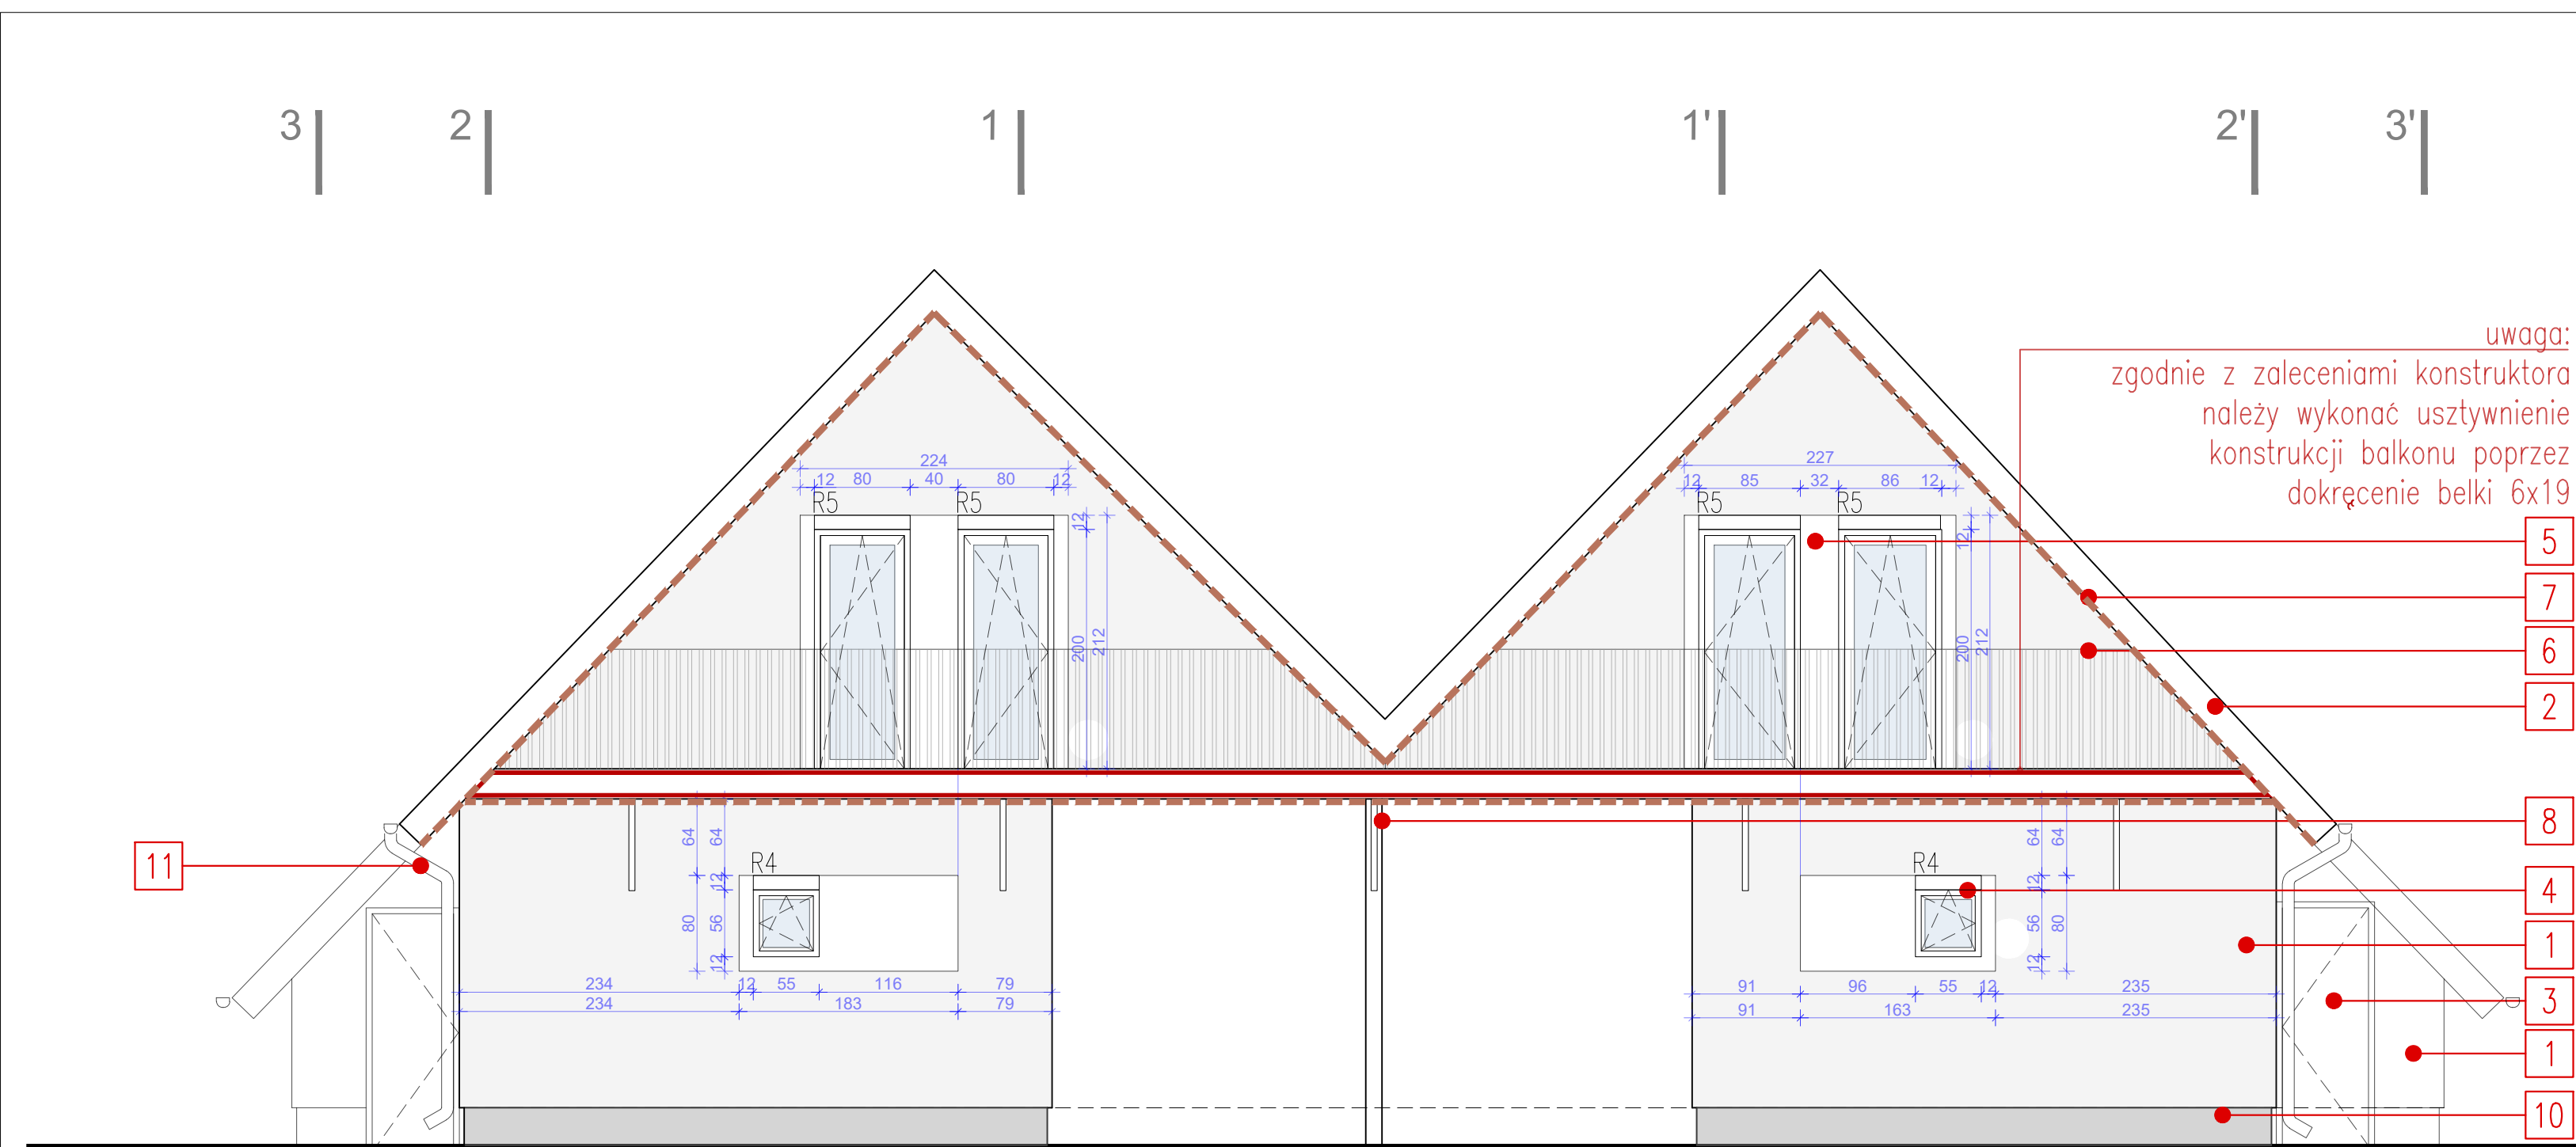 3
2
1
1'
2'
3'
uwaga:
zgodnie z zaleceniami konstruktora
należy wykonać usztywnienie
konstrukcji balkonu poprzez
dokręcenie belki 6x19
224
12 80 40 80 12
R5 R5
12
200
212
227
12 85 32 86 12
R5 R5
12
200
212
5
7
6
2
8
4
1
3
1
10
11
64 64
12
80 56
12
R4
234 12 55 116 79
234 183 79
R4
64 64
12
56 80
12
91 96 55 12 235
91 163 235